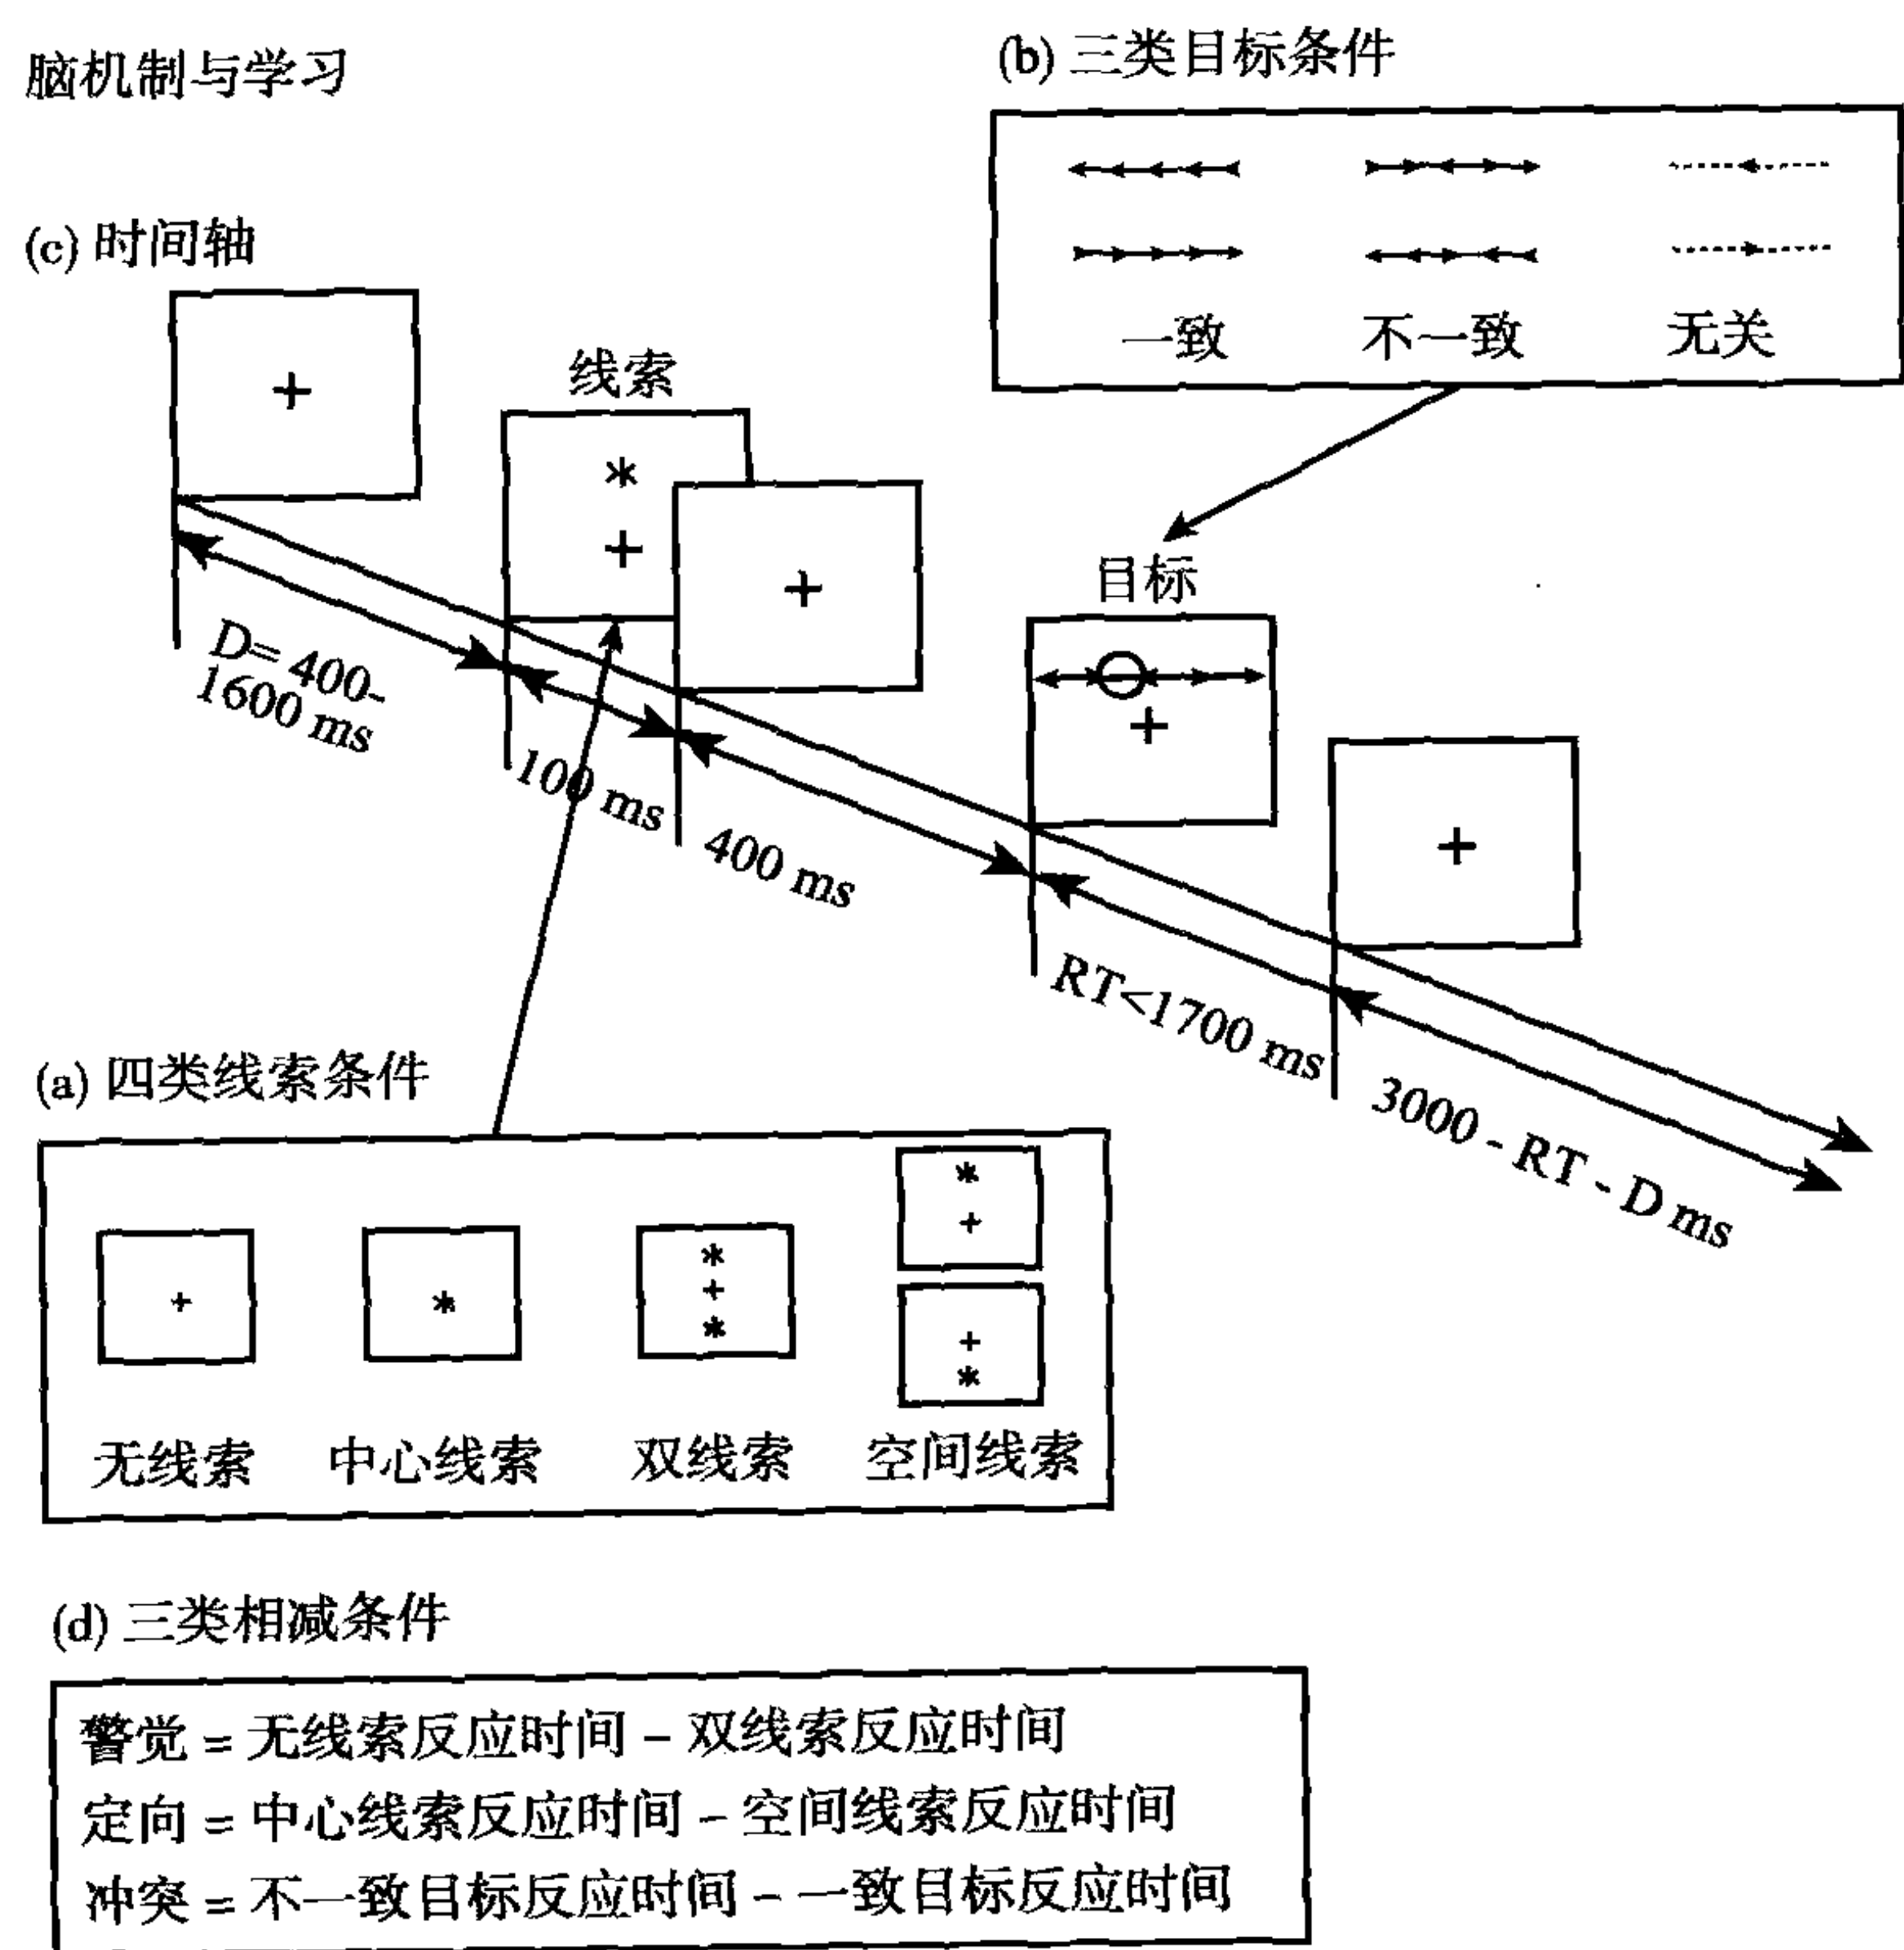 脑机制与学习
(b) 三类目标条件
一致 不一致 无关
(c) 时间轴
线索
目标
D= 400-
1600 ms
100 ms
400 ms
RT<1700 ms
3000 - RT - D ms
(a) 四类线索条件
无线索 中心线索 双线索 空间线索
(d) 三类相减条件
警觉 = 无线索反应时间 – 双线索反应时间
定向 = 中心线索反应时间 – 空间线索反应时间
冲突 = 不一致目标反应时间 – 一致目标反应时间